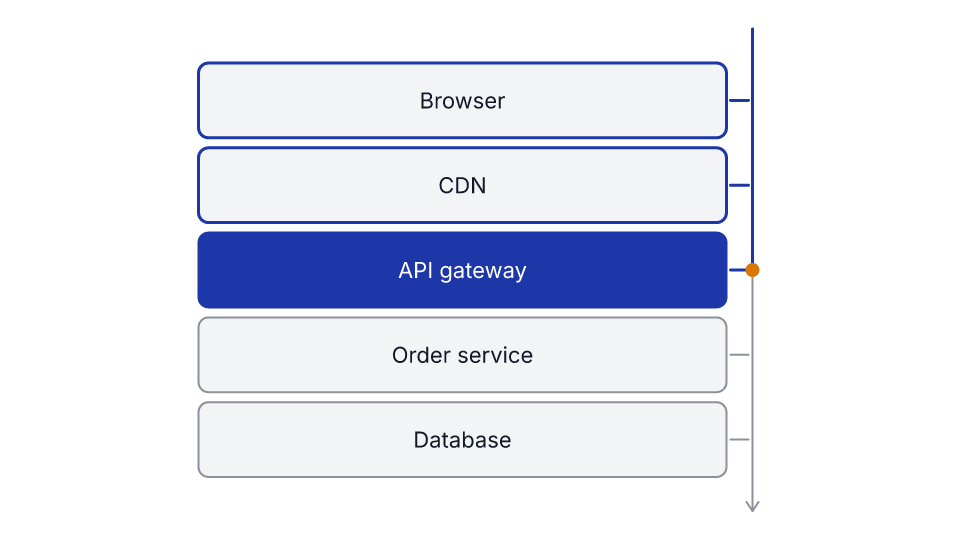 Browser
CDN
API gateway
Order service
Database